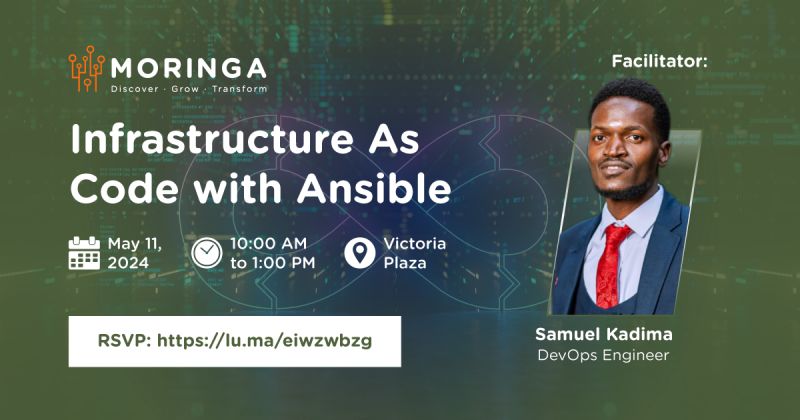 MORINGA
Discover · Grow · Transform
Infrastructure As
Code with Ansible
May 11,
2024
10:00 AM
to 1:00 PM
Victoria
Plaza
RSVP: https://lu.ma/eiwzwbzg
Facilitator:
Samuel Kadima
DevOps Engineer